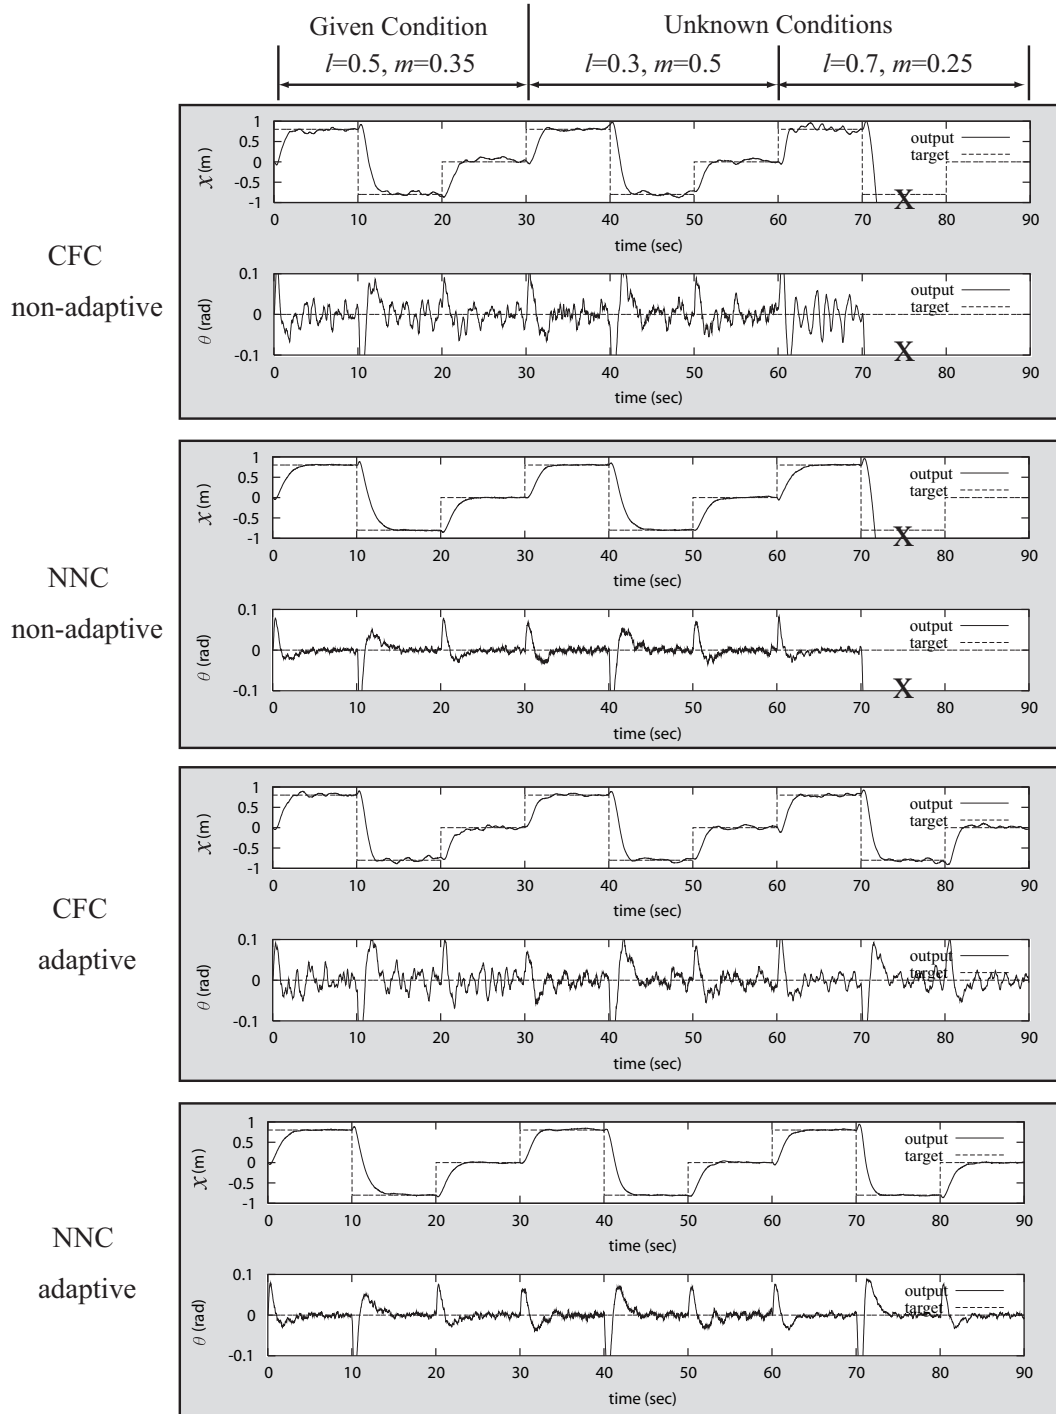 Given Condition
Unknown Conditions
l=0.5, m=0.35
l=0.3, m=0.5
l=0.7, m=0.25
CFC
non-adaptive
1
0.5
0
-0.5
-1
x(m)
output
target
X
0 10 20 30 40 50 60 70 80 90
time (sec)
0.1
0
-0.1
θ (rad)
output
target
X
0 10 20 30 40 50 60 70 80 90
time (sec)
NNC
non-adaptive
1
0.5
0
-0.5
-1
x(m)
output
target
X
0 10 20 30 40 50 60 70 80 90
time (sec)
0.1
0
-0.1
θ (rad)
output
target
X
0 10 20 30 40 50 60 70 80 90
time (sec)
CFC
adaptive
1
0.5
0
-0.5
-1
x(m)
output
target
0 10 20 30 40 50 60 70 80 90
time (sec)
0.1
0
-0.1
θ (rad)
output
target
0 10 20 30 40 50 60 70 80 90
time (sec)
NNC
adaptive
1
0.5
0
-0.5
-1
x(m)
output
target
0 10 20 30 40 50 60 70 80 90
time (sec)
0.1
0
-0.1
θ (rad)
output
target
0 10 20 30 40 50 60 70 80 90
time (sec)